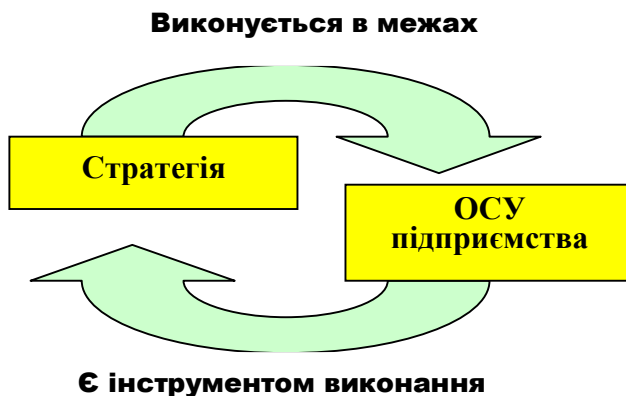 Виконується в межах
Стратегія
ОСУ
підприємства
Є інструментом виконання